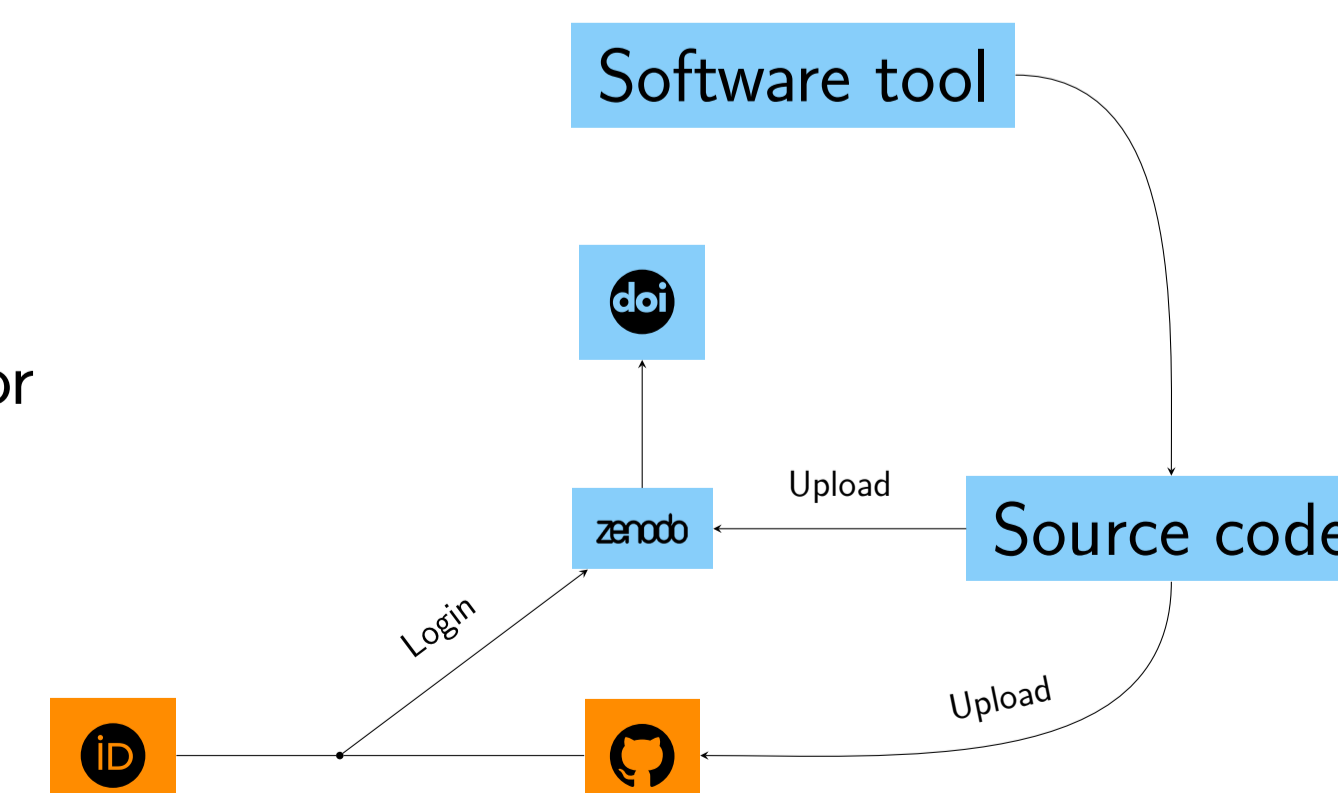 Software tool
doi
or
Upload
zenodo
Source code
Login
Upload
iD